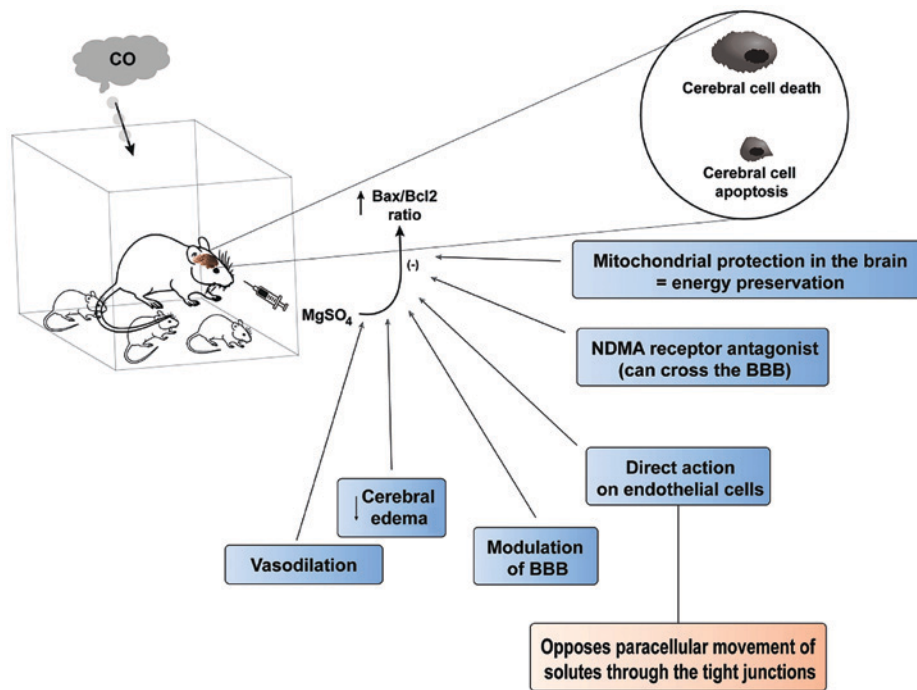 CO
Cerebral cell death
Cerebral cell
apoptosis
↑ Bax/Bcl2
ratio
(-)
MgSO₄
Mitochondrial protection in the brain
= energy preservation
NDMA receptor antagonist
(can cross the BBB)
Direct action
on endothelial cells
↓ Cerebral
edema
Vasodilation
Modulation
of BBB
Opposes paracellular movement of
solutes through the tight junctions